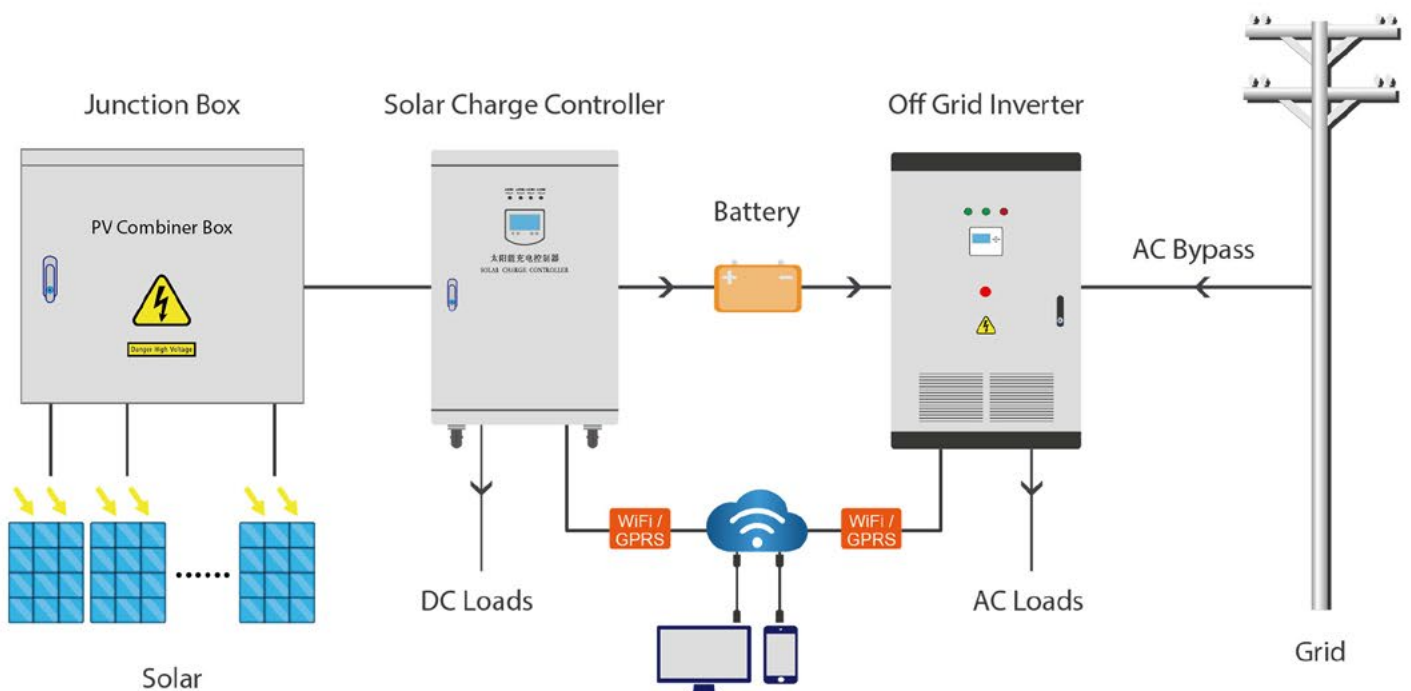 Junction Box
Solar Charge Controller
Off Grid Inverter
PV Combiner Box
Danger High Voltage
太阳能充电控制器
SOLAR CHARGE CONTROLLER
Battery
+
−
AC Bypass
WiFi /
GPRS
WiFi /
GPRS
DC Loads
AC Loads
Solar
Grid